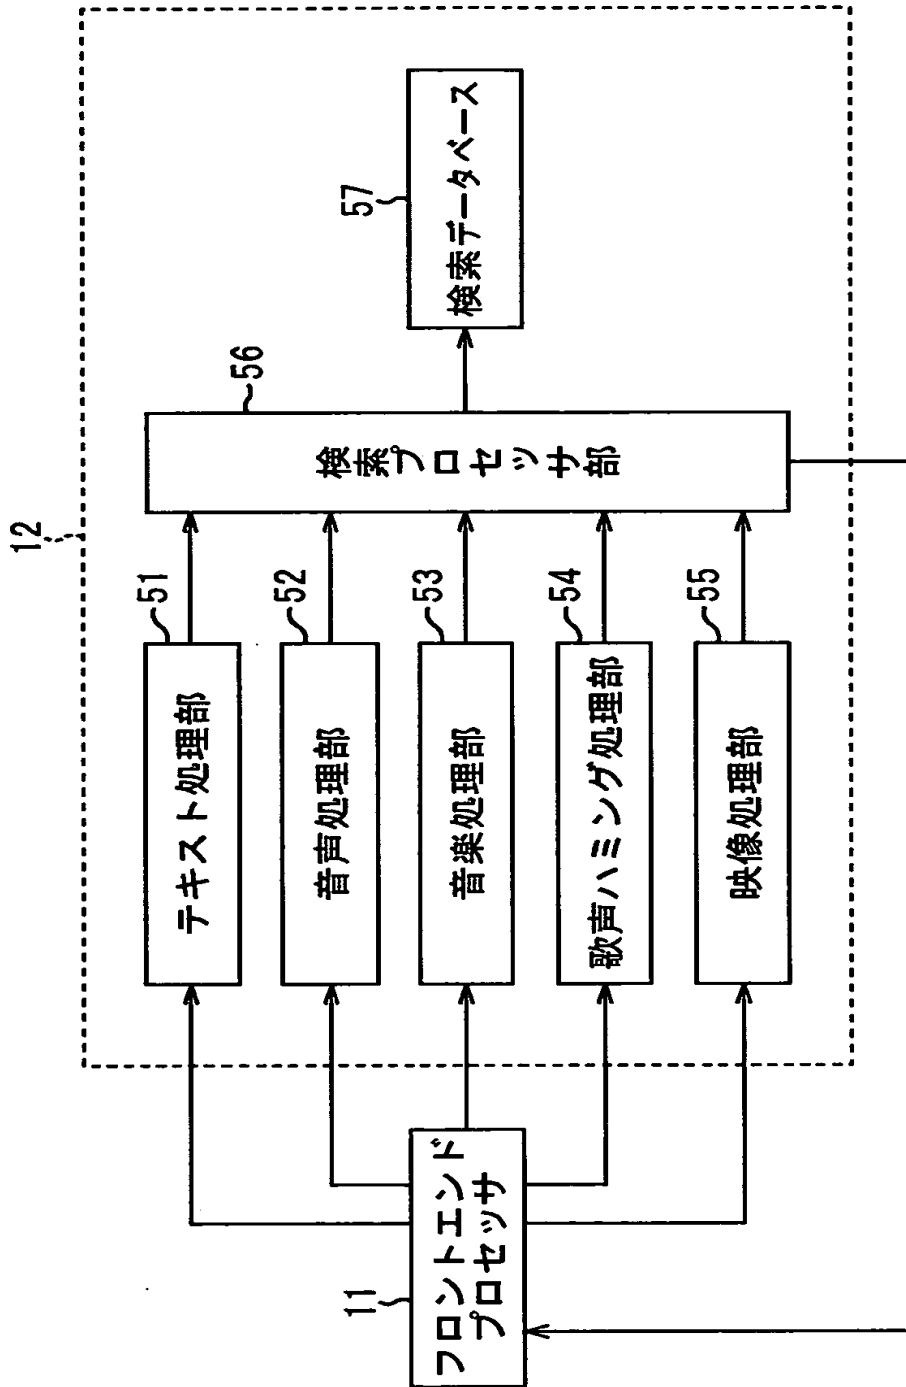 12
11
フロントエンド
プロセッサ
51
テキスト処理部
52
音声処理部
53
音楽処理部
54
歌声ハミング処理部
55
映像処理部
56
検索プロセッサ部
57
検索データベース